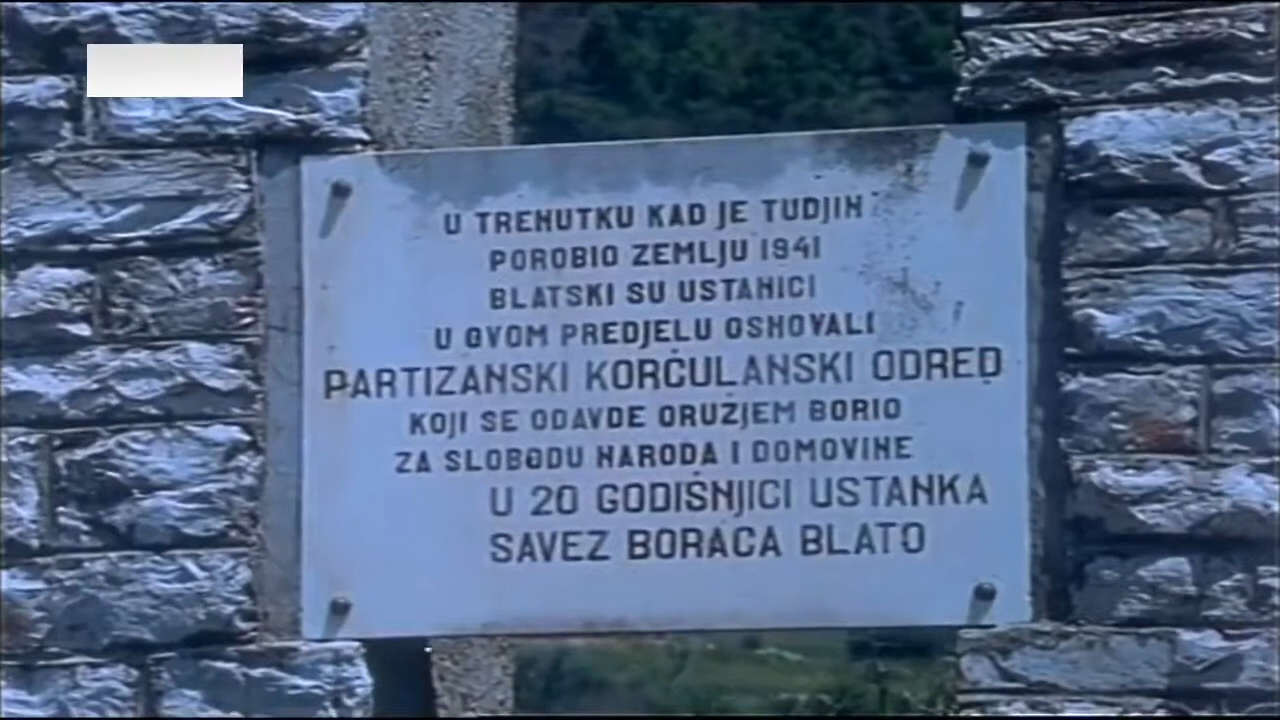 U TRENUTKU KAD JE TUDJIN
POROBIO ZEMLJU 1941
BLATSKI SU USTANICI
U OVOM PREDJELU OSNOVALI
PARTIZANSKI KORČULANSKI ODRED
KOJI SE ODAVDE ORUŽJEM BORIO
ZA SLOBODU NARODA I DOMOVINE
U 20 GODIŠNJICI USTANKA
SAVEZ BORACA BLATO